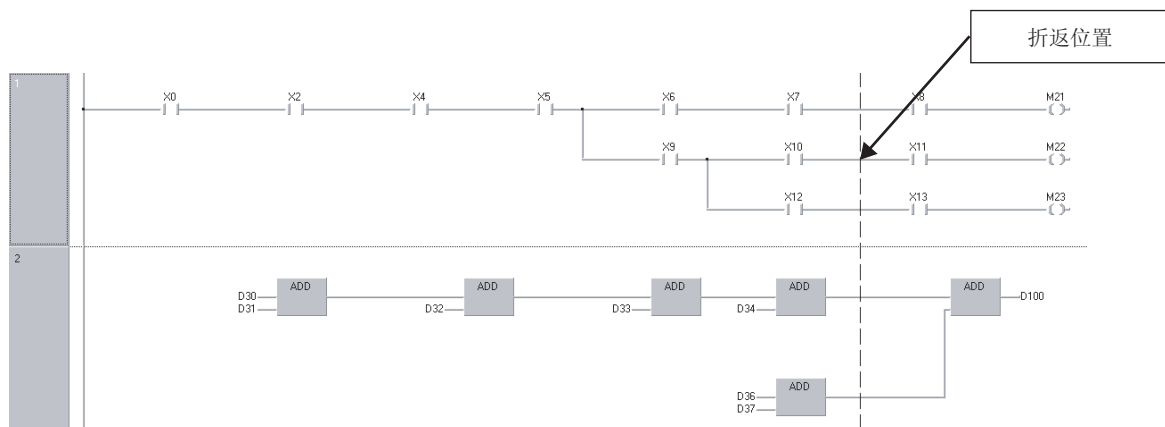 折返位置
1
X0 X2 X4 X5 X6 X7 X8 M21
X9 X10 X11 M22
X12 X13 M23
2
ADD ADD ADD ADD ADD
D30 D100
D31 D32 D33 D34
ADD
D36
D37